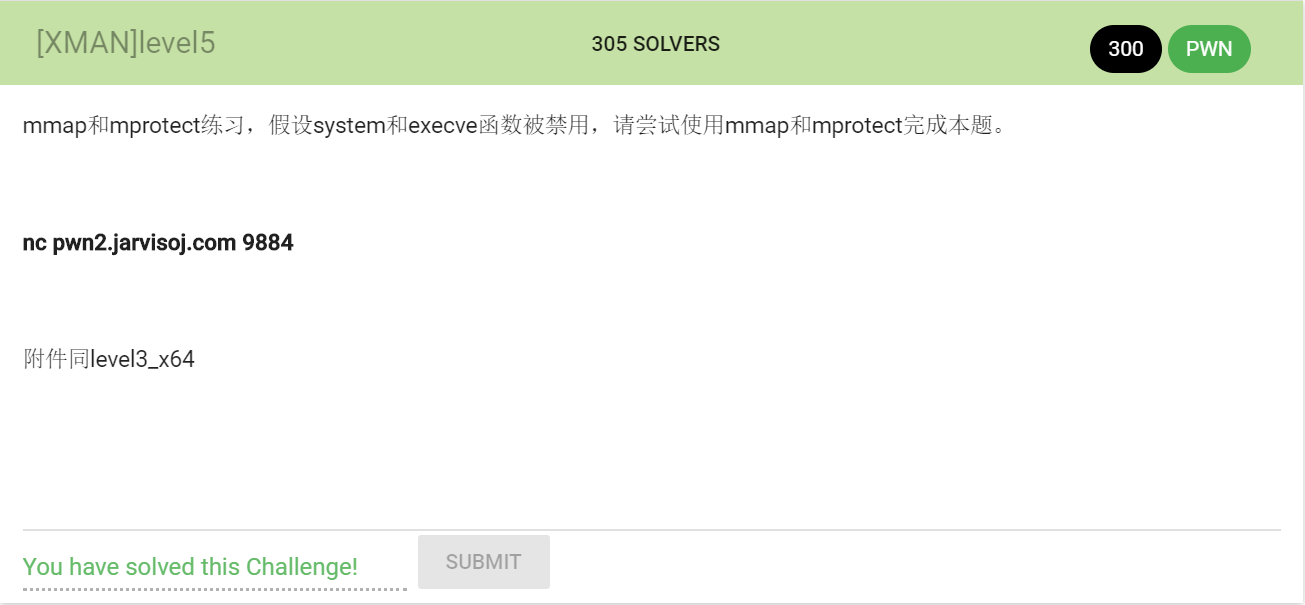 [XMAN]level5
305 SOLVERS
300
PWN
mmap和mprotect练习，假设system和execve函数被禁用，请尝试使用mmap和mprotect完成本题。
nc pwn2.jarvisoj.com 9884
附件同level3_x64
You have solved this Challenge!
SUBMIT